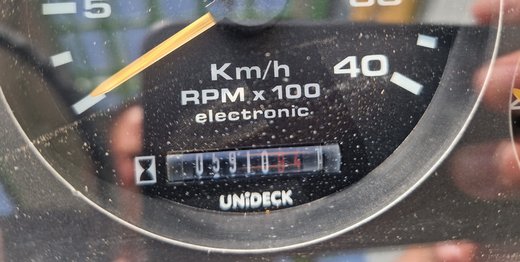 5
40
Km/h
RPM x 100
electronic
UNiDECK